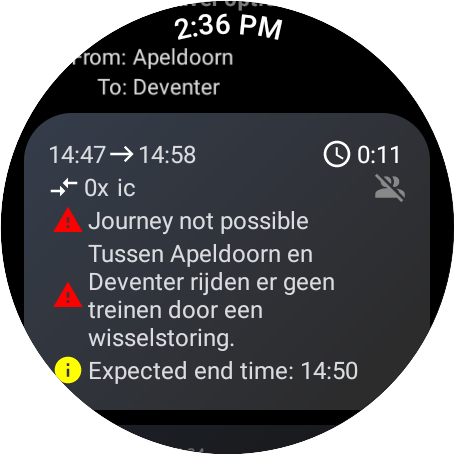 2:36 PM
From: Apeldoorn
To: Deventer
14:47→14:58 0:11
0x ic
Journey not possible
Tussen Apeldoorn en
Deventer rijden er geen
treinen door een
wisselstoring.
Expected end time: 14:50